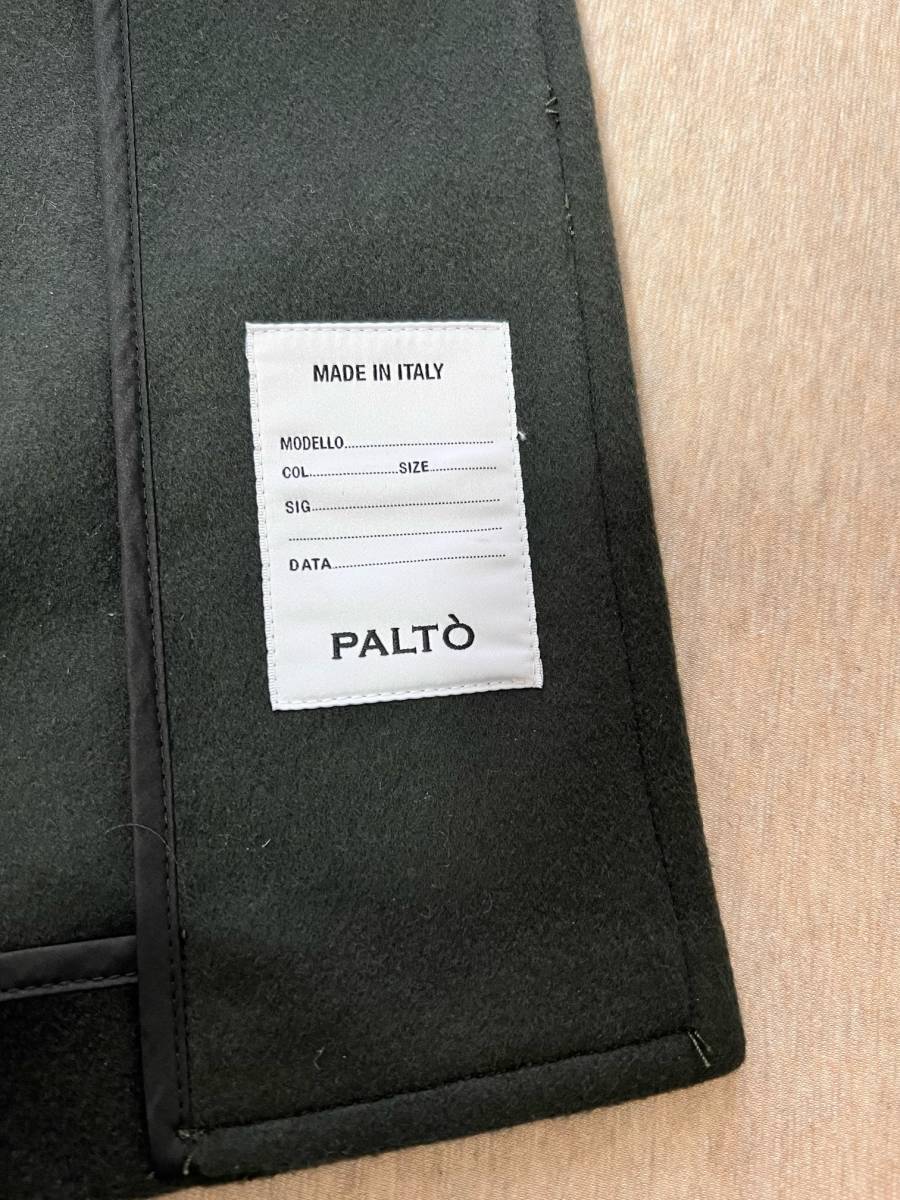 MADE IN ITALY
MODELLO........................................
COL........................SIZE..................
SIG..................................................
.........................................................
DATA..............................................
PALTÒ